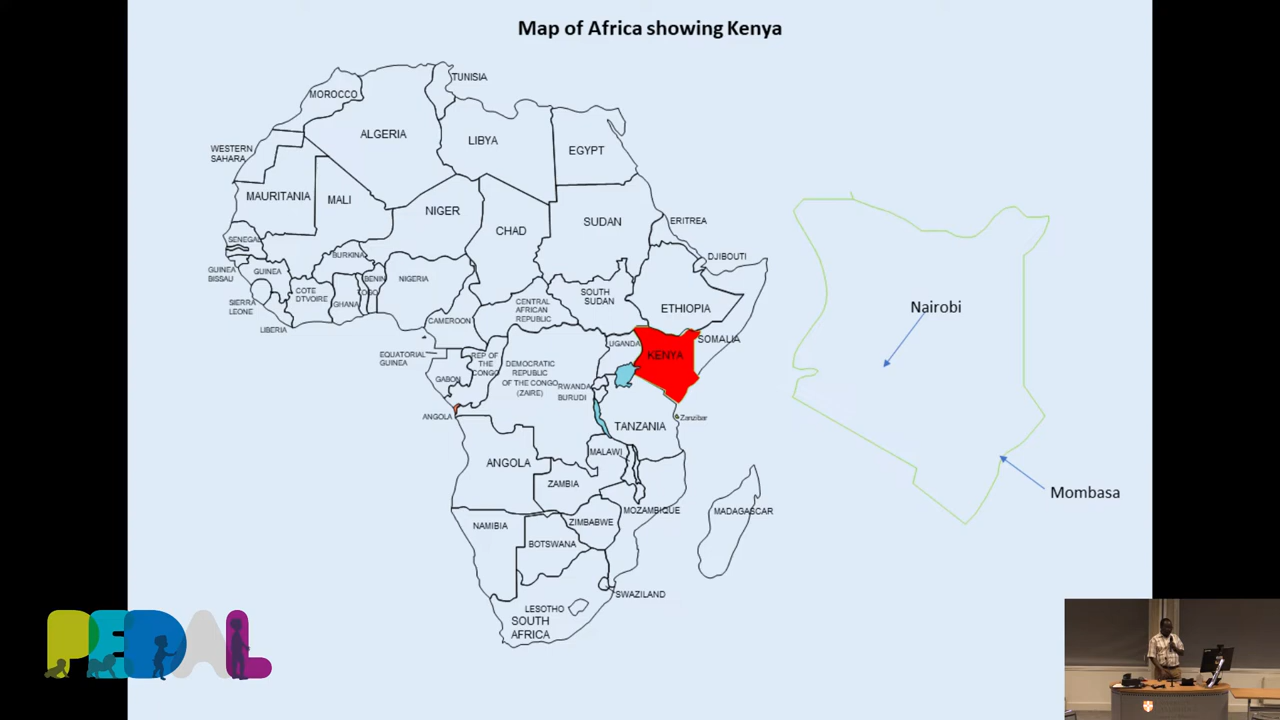 Map of Africa showing Kenya
TUNISIA
MOROCCO
ALGERIA
LIBYA
EGYPT
WESTERN
SAHARA
MAURITANIA
MALI
NIGER
CHAD
SUDAN
ERITREA
SENEGAL
BURKINA
DJIBOUTI
GUINEA
BISSAU
GUINEA
NIGERIA
BENIN
TOGO
COTE
DTVOIRE
GHANA
SIERRA
LEONE
LIBERIA
CENTRAL
AFRICAN
REPUBLIC
SOUTH
SUDAN
ETHIOPIA
CAMEROON
SOMALIA
UGANDA
KENYA
EQUATORIAL
GUINEA
REP OF
THE
CONGO
GABON
DEMOCRATIC
REPUBLIC
OF THE CONGO
(ZAIRE)
RWANDA
BURUDI
ANGOLA
TANZANIA
Zanzibar
ANGOLA
MALAWI
ZAMBIA
MOZAMBIQUE
MADAGASCAR
NAMIBIA
ZIMBABWE
BOTSWANA
SWAZILAND
LESOTHO
SOUTH
AFRICA
Nairobi
Mombasa
PEDAL